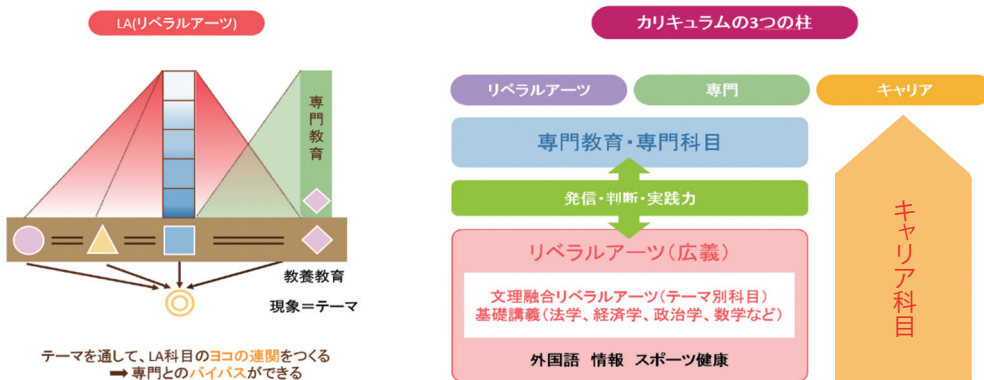 LA(リベラルアーツ)
専門教育
教養教育
現象＝テーマ
テーマを通して、LA科目のヨコの連関をつくる
➡専門とのバイパスができる
カリキュラムの3つの柱
リベラルアーツ
専門
キャリア
専門教育・専門科目
発信・判断・実践力
リベラルアーツ(広義)
文理融合リベラルアーツ(テーマ別科目)
基礎講義(法学、経済学、政治学、数学など)
外国語 情報 スポーツ健康
キャリア科目